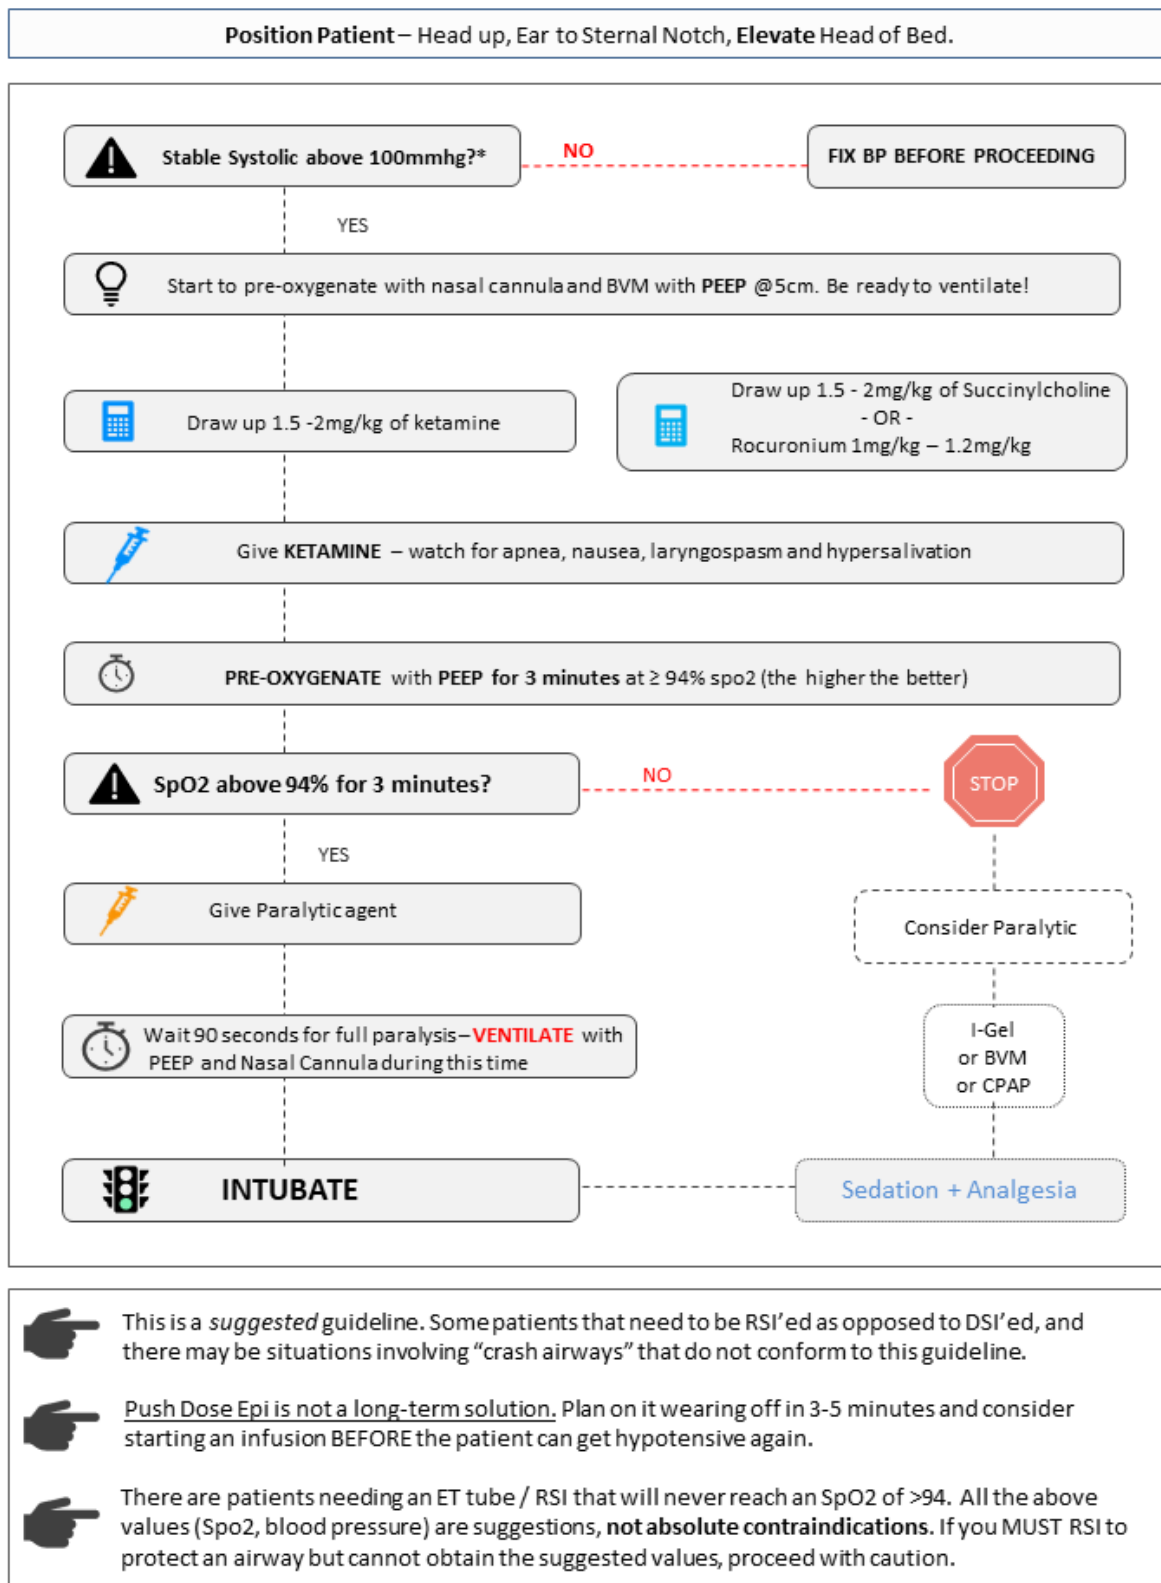 Position Patient – Head up, Ear to Sternal Notch, Elevate Head of Bed.
Stable Systolic above 100mmhg?*
NO
FIX BP BEFORE PROCEEDING
YES
Start to pre-oxygenate with nasal cannula and BVM with PEEP @5cm. Be ready to ventilate!
Draw up 1.5 -2mg/kg of ketamine
Draw up 1.5 - 2mg/kg of Succinylcholine
- OR -
Rocuronium 1mg/kg – 1.2mg/kg
Give KETAMINE – watch for apnea, nausea, laryngospasm and hypersalivation
PRE-OXYGENATE with PEEP for 3 minutes at ≥ 94% spo2 (the higher the better)
SpO2 above 94% for 3 minutes?
NO
STOP
YES
Give Paralytic agent
Consider Paralytic
Wait 90 seconds for full paralysis – VENTILATE with
PEEP and Nasal Cannula during this time
I-Gel
or BVM
or CPAP
INTUBATE
Sedation + Analgesia
This is a suggested guideline. Some patients that need to be RSI’ed as opposed to DSI’ed, and
there may be situations involving “crash airways” that do not conform to this guideline.
Push Dose Epi is not a long-term solution. Plan on it wearing off in 3-5 minutes and consider
starting an infusion BEFORE the patient can get hypotensive again.
There are patients needing an ET tube / RSI that will never reach an SpO2 of >94. All the above
values (Spo2, blood pressure) are suggestions, not absolute contraindications. If you MUST RSI to
protect an airway but cannot obtain the suggested values, proceed with caution.